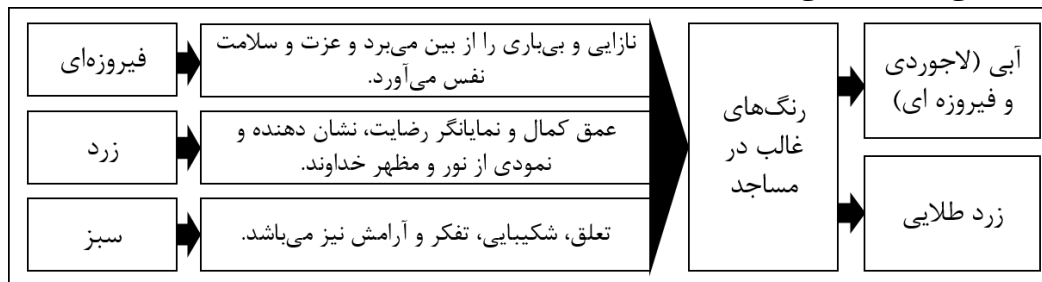 فیروزه‌ای
نازایی و بی‌باری را از بین می‌برد و عزت و سلامت
نفس می‌آورد.
زرد
عمق کمال و نمایانگر رضایت، نشان دهنده و
نمودی از نور و مظهر خداوند.
سبز
تعلق، شکیبایی، تفکر و آرامش نیز می‌باشد.
رنگ‌های
غالب در
مساجد
آبی (لاجوردی
و فیروزه ای)
زرد طلایی